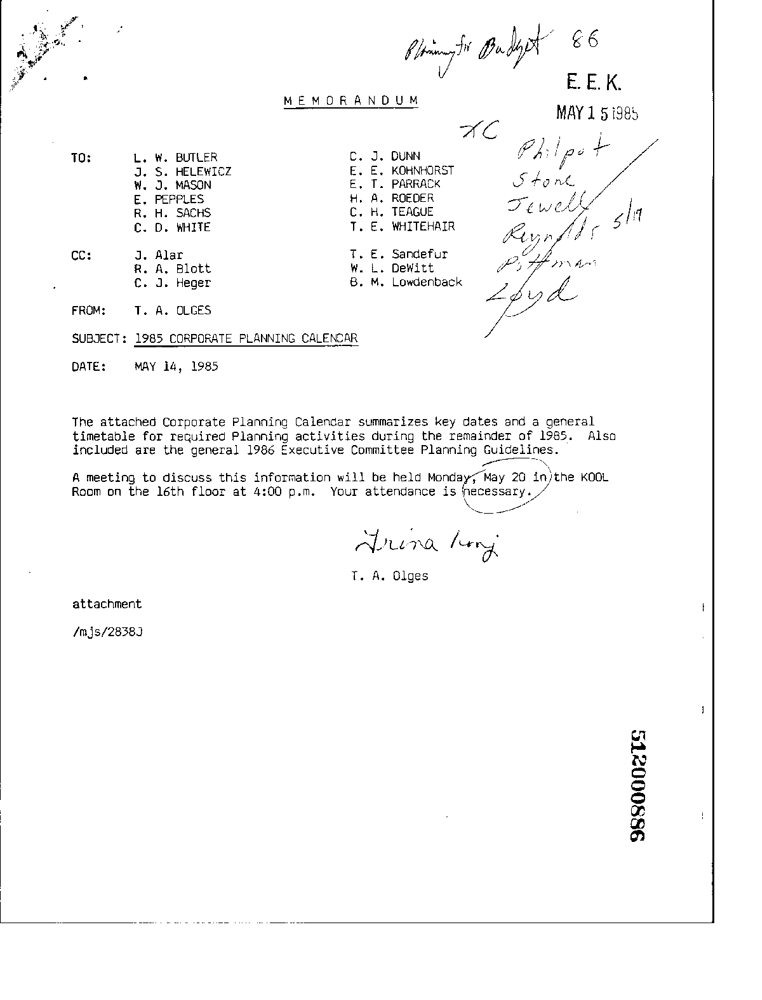 Planning for Budget 86
E. E. K.
MAY 15 1985
MEMORANDUM
XC
Philpot
Stone
Jewell
Reynolds 5/17
Pittman
Loyd
TO: L. W. BUTLER C. J. DUNN
J. S. HELEWICZ E. E. KOHNHORST
W. J. MASON E. T. PARRACK
E. PEPPLES H. A. ROEDER
R. H. SACHS C. H. TEAGUE
C. D. WHITE T. E. WHITEHAIR
CC: J. Alar T. E. Sandefur
R. A. Blott W. L. DeWitt
C. J. Heger B. M. Lowdenback
FROM: T. A. OLGES
SUBJECT: 1985 CORPORATE PLANNING CALENDAR
DATE: MAY 14, 1985
The attached Corporate Planning Calendar summarizes key dates and a general
timetable for required Planning activities during the remainder of 1985. Also
included are the general 1986 Executive Committee Planning Guidelines.
A meeting to discuss this information will be held Monday, May 20 in the KOOL
Room on the 16th floor at 4:00 p.m. Your attendance is necessary.
T. A. Olges
attachment
/mjs/2838J
512000886